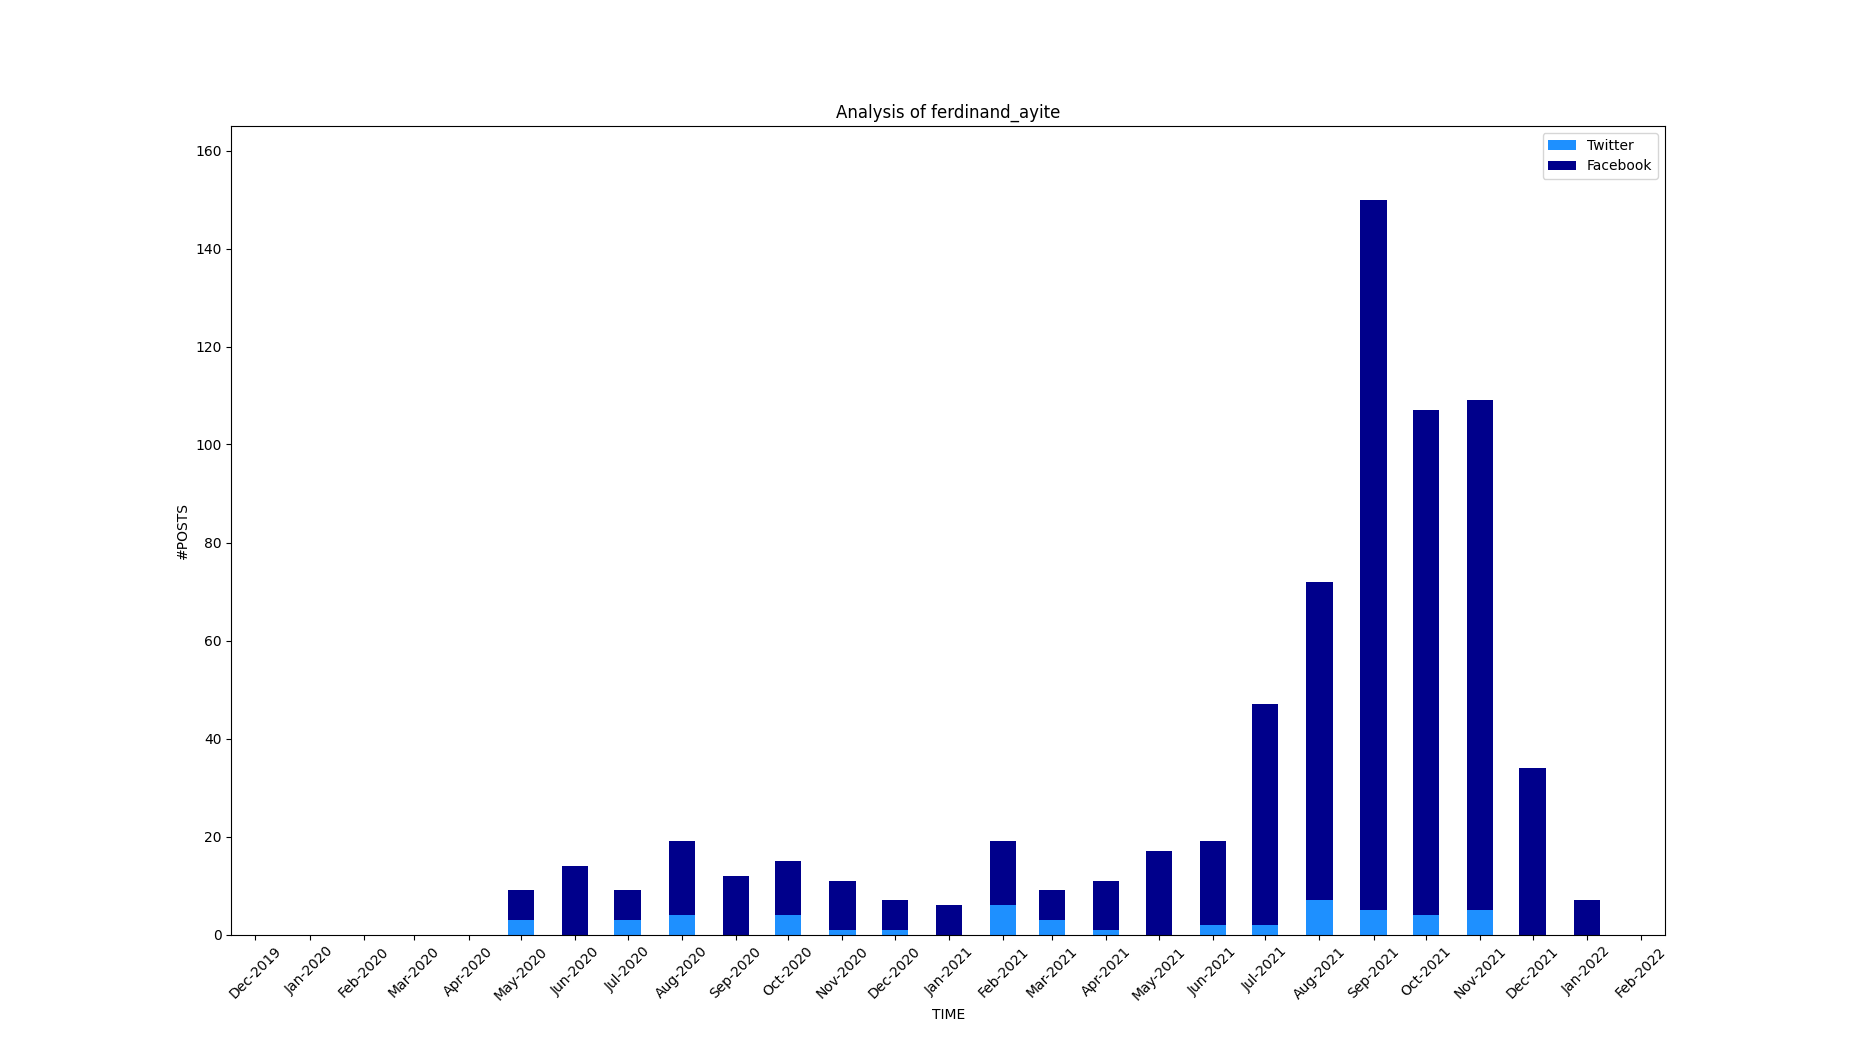 Analysis of ferdinand_ayite
Twitter
Facebook
160
140
120
100
80
60
40
20
0
#POSTS
Dec-2019
Jan-2020
Feb-2020
Mar-2020
Apr-2020
May-2020
Jun-2020
Jul-2020
Aug-2020
Sep-2020
Oct-2020
Nov-2020
Dec-2020
Jan-2021
Feb-2021
Mar-2021
Apr-2021
May-2021
Jun-2021
Jul-2021
Aug-2021
Sep-2021
Oct-2021
Nov-2021
Dec-2021
Jan-2022
Feb-2022
TIME